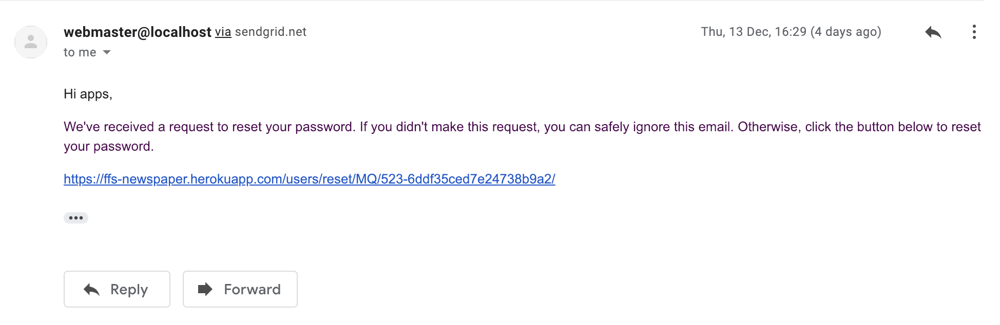 webmaster@localhost via sendgrid.net
Thu, 13 Dec, 16:29 (4 days ago)
to me
Hi apps,
We've received a request to reset your password. If you didn't make this request, you can safely ignore this email. Otherwise, click the button below to reset
your password.
https://ffs-newspaper.herokuapp.com/users/reset/MQ/523-6ddf35ced7e24738b9a2/
Reply
Forward